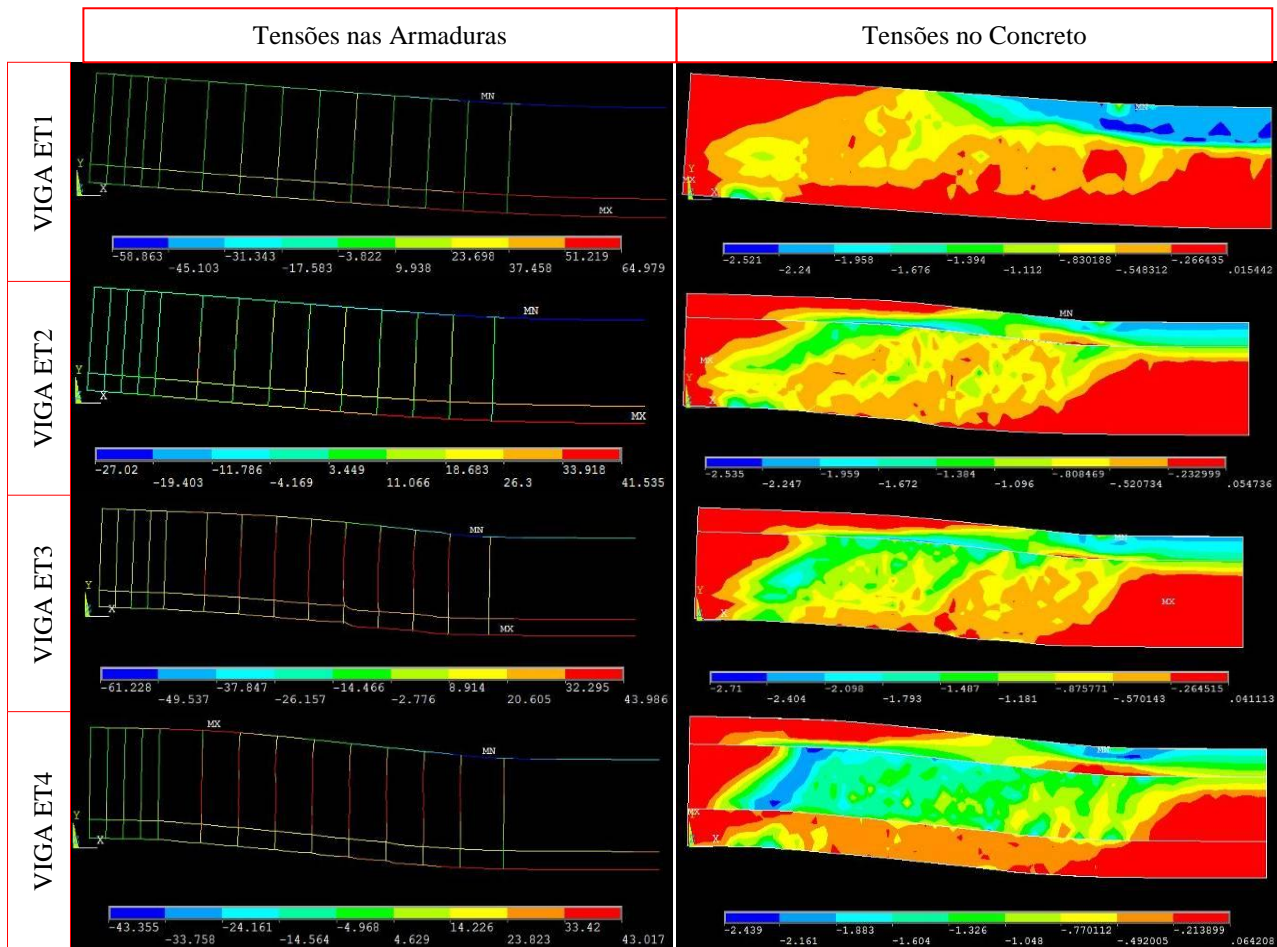 Tensões nas Armaduras
Tensões no Concreto
VIGA ET1
MN
Y
X
MX
-58.863 -31.343 -3.822 23.698 51.219
-45.103 -17.583 9.938 37.458 64.979
MN
Y
MX
X
-2.521 -1.958 -1.394 -.830188 -.266435
-2.24 -1.676 -1.112 -.548312 .015442
VIGA ET2
MN
Y
X
MX
-27.02 -11.786 3.449 18.683 33.918
-19.403 -4.169 11.066 26.3 41.535
MN
MX
Y
X
-2.535 -1.959 -1.384 -.808469 -.232999
-2.247 -1.672 -1.096 -.520734 .054736
VIGA ET3
MN
Y
X
MX
-61.228 -37.847 -14.466 8.914 32.295
-49.537 -26.157 -2.776 20.605 43.986
MN
Y
MX
X
-2.71 -2.098 -1.487 -.875771 -.264515
-2.404 -1.793 -1.181 -.570143 .041113
VIGA ET4
MX
MN
Y
X
-43.355 -24.161 -4.968 14.226 33.42
-33.758 -14.564 4.629 23.823 43.017
MN
MX
Y
X
-2.439 -1.883 -1.326 -.770112 -.213899
-2.161 -1.604 -1.048 -.492005 .064208